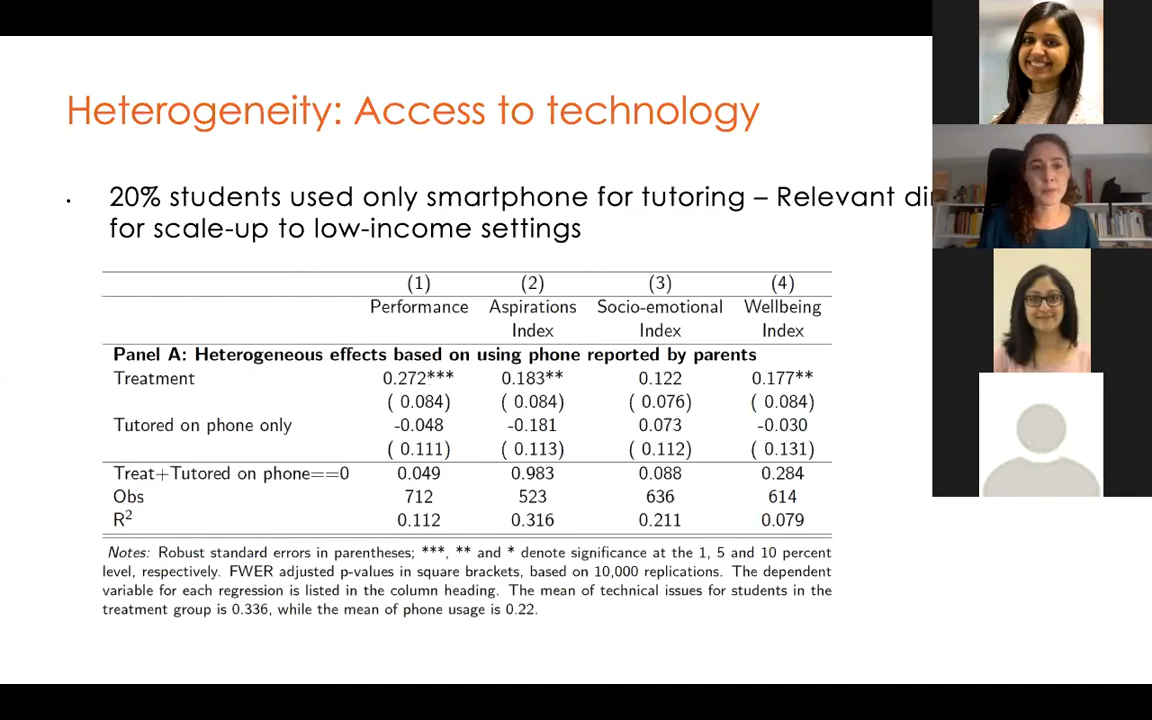 Heterogeneity: Access to technology
• 20% students used only smartphone for tutoring – Relevant
for scale-up to low-income settings
(1) (2) (3) (4)
Performance Aspirations Socio-emotional Wellbeing
Index Index Index
Panel A: Heterogeneous effects based on using phone reported by parents
Treatment 0.272*** 0.183** 0.122 0.177**
( 0.084) ( 0.084) ( 0.076) ( 0.084)
Tutored on phone only -0.048 -0.181 0.073 -0.030
( 0.111) ( 0.113) ( 0.112) ( 0.131)
Treat+Tutored on phone==0 0.049 0.983 0.088 0.284
Obs 712 523 636 614
R² 0.112 0.316 0.211 0.079
Notes: Robust standard errors in parentheses; ***, ** and * denote significance at the 1, 5 and 10 percent
level, respectively. FWER adjusted p-values in square brackets, based on 10,000 replications. The dependent
variable for each regression is listed in the column heading. The mean of technical issues for students in the
treatment group is 0.336, while the mean of phone usage is 0.22.